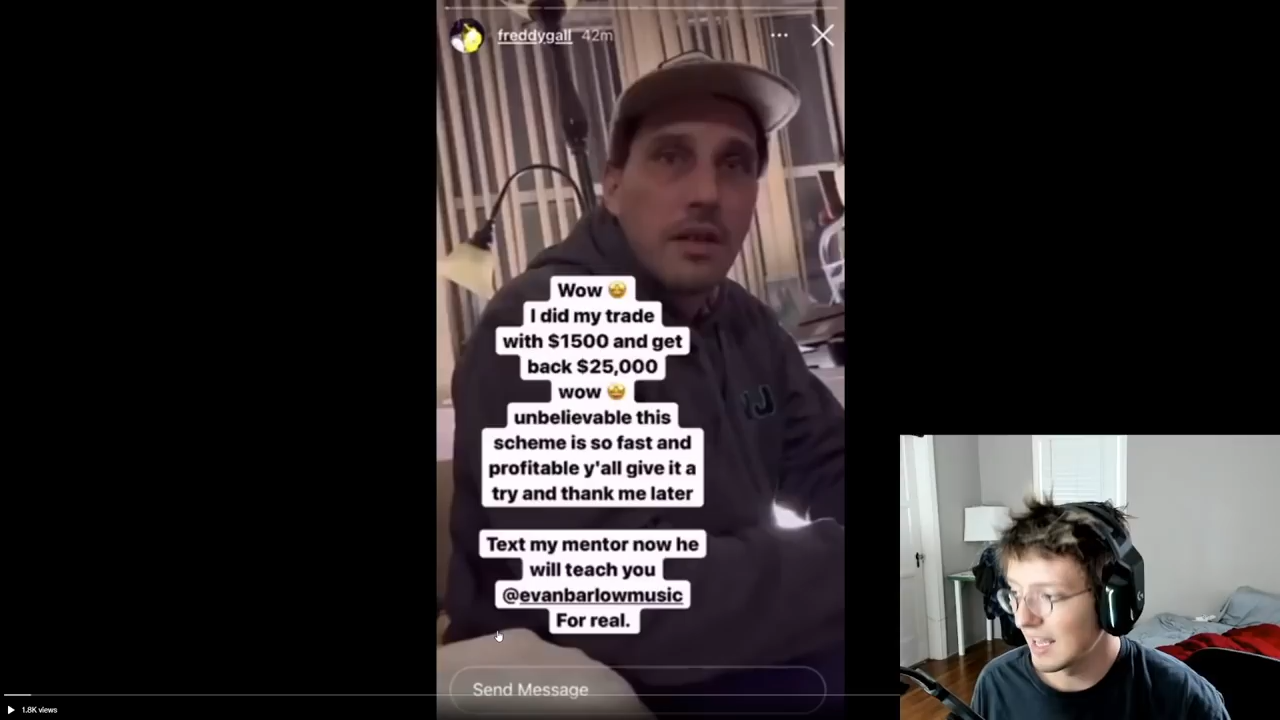 freddygall 42m
Wow 🤩
I did my trade
with $1500 and get
back $25,000
wow 🤩
unbelievable this
scheme is so fast and
profitable y'all give it a
try and thank me later
Text my mentor now he
will teach you
@evanbarlowmusic
For real.
Send Message
1.8K views